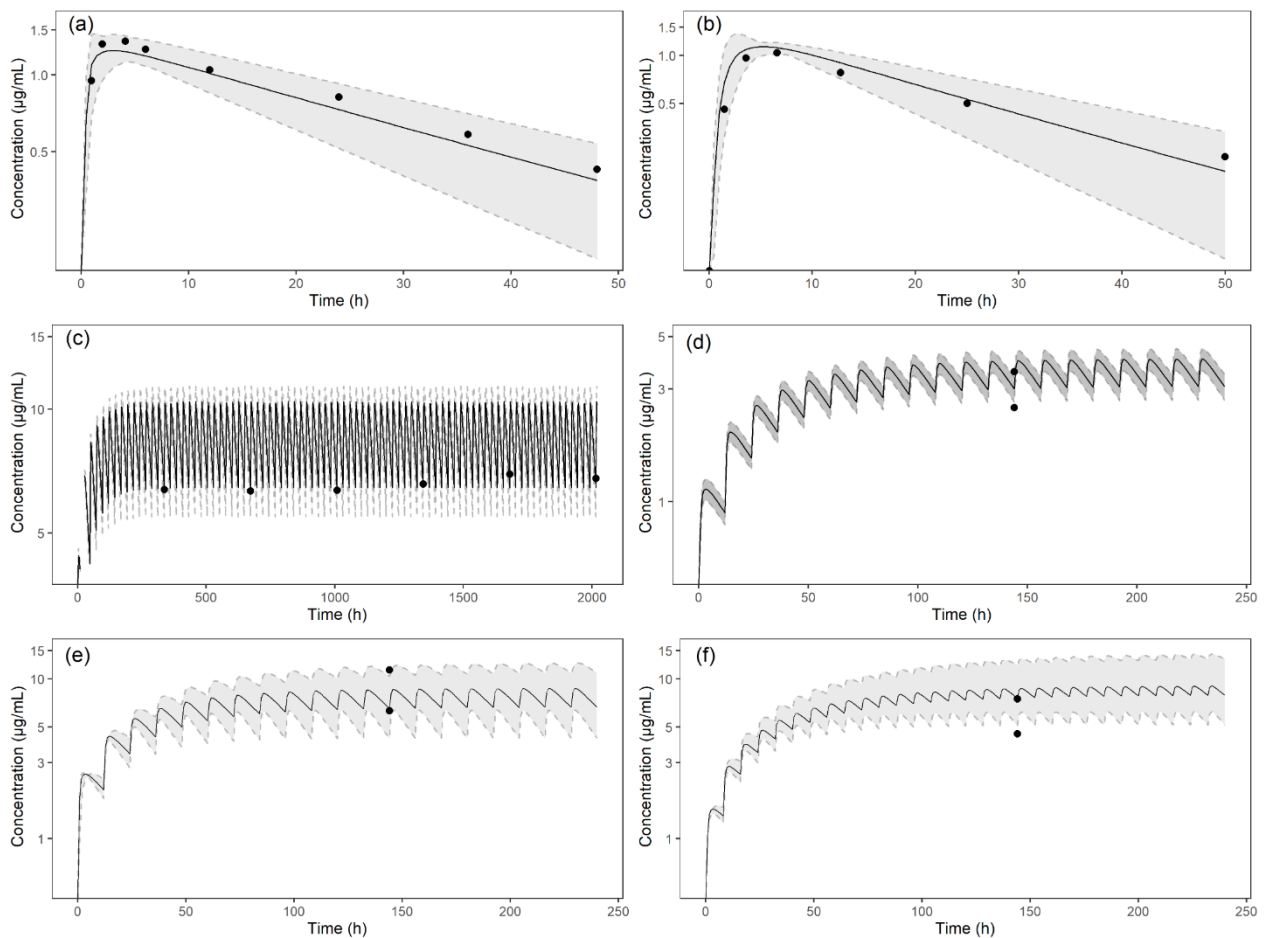 (a)
Concentration (µg/mL)
1.5
1.0
0.5
0 10 20 30 40 50
Time (h)
(b)
Concentration (µg/mL)
1.5
1.0
0.5
0 10 20 30 40 50
Time (h)
(c)
Concentration (µg/mL)
15
10
5
0 500 1000 1500 2000
Time (h)
(d)
Concentration (µg/mL)
5
3
1
0 50 100 150 200 250
Time (h)
(e)
Concentration (µg/mL)
15
10
5
3
1
0 50 100 150 200 250
Time (h)
(f)
Concentration (µg/mL)
15
10
5
3
1
0 50 100 150 200 250
Time (h)